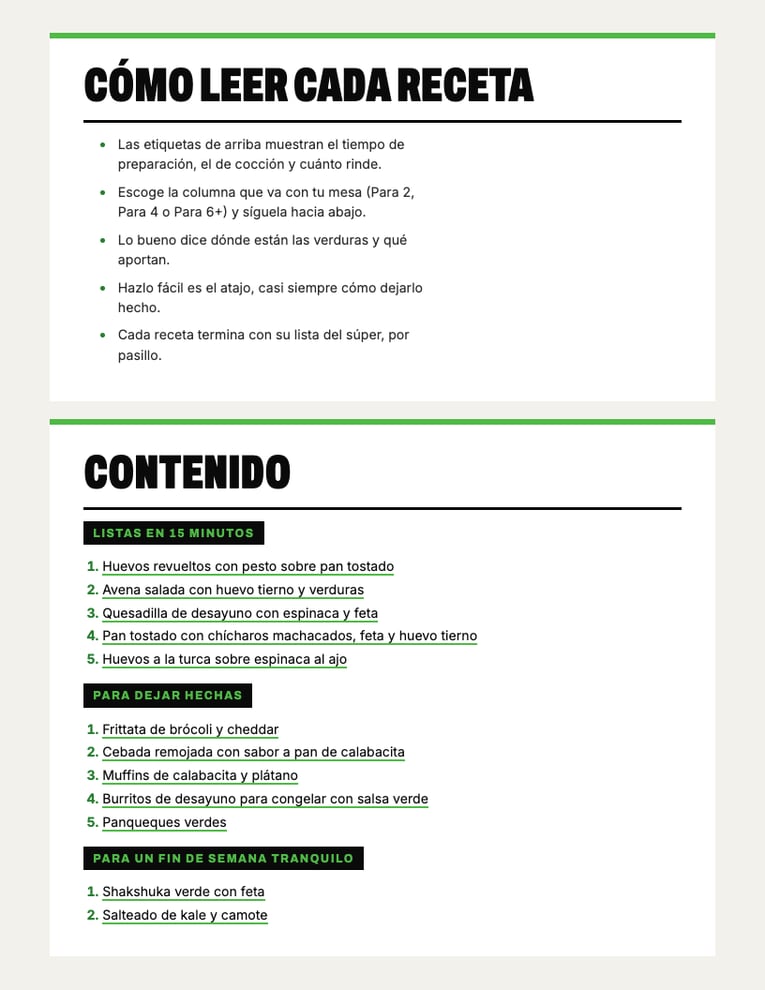 CÓMO LEER CADA RECETA
• Las etiquetas de arriba muestran el tiempo de
preparación, el de cocción y cuánto rinde.
• Escoge la columna que va con tu mesa (Para 2,
Para 4 o Para 6+) y síguela hacia abajo.
• Lo bueno dice dónde están las verduras y qué
aportan.
• Hazlo fácil es el atajo, casi siempre cómo dejarlo
hecho.
• Cada receta termina con su lista del súper, por
pasillo.
CONTENIDO
LISTAS EN 15 MINUTOS
1. Huevos revueltos con pesto sobre pan tostado
2. Avena salada con huevo tierno y verduras
3. Quesadilla de desayuno con espinaca y feta
4. Pan tostado con chícharos machacados, feta y huevo tierno
5. Huevos a la turca sobre espinaca al ajo
PARA DEJAR HECHAS
1. Frittata de brócoli y cheddar
2. Cebada remojada con sabor a pan de calabacita
3. Muffins de calabacita y plátano
4. Burritos de desayuno para congelar con salsa verde
5. Panqueques verdes
PARA UN FIN DE SEMANA TRANQUILO
1. Shakshuka verde con feta
2. Salteado de kale y camote